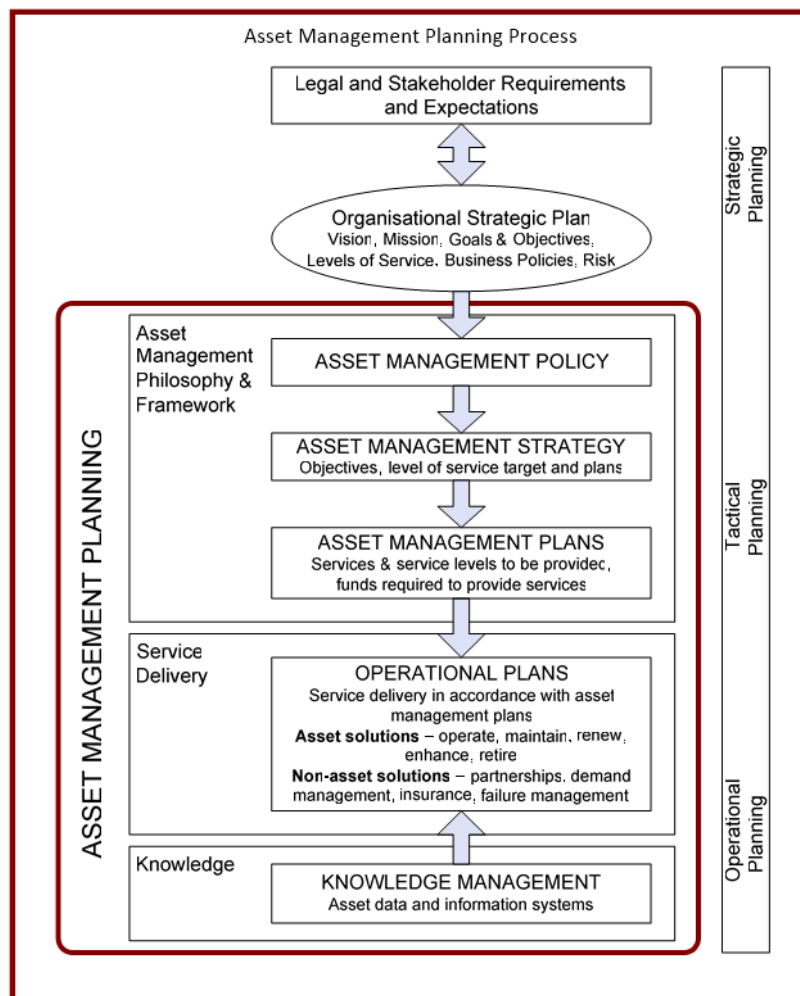 Asset Management Planning Process
Legal and Stakeholder Requirements
and Expectations
Organisational Strategic Plan
Vision, Mission, Goals & Objectives,
Levels of Service, Business Policies, Risk
Asset
Management
Philosophy &
Framework
ASSET MANAGEMENT POLICY
ASSET MANAGEMENT STRATEGY
Objectives, level of service target and plans
ASSET MANAGEMENT PLANS
Services & service levels to be provided,
funds required to provide services
Service
Delivery
OPERATIONAL PLANS
Service delivery in accordance with asset
management plans
Asset solutions – operate, maintain, renew,
enhance, retire
Non-asset solutions – partnerships, demand
management, insurance, failure management
Knowledge
KNOWLEDGE MANAGEMENT
Asset data and information systems
ASSET MANAGEMENT PLANNING
Strategic
Planning
Tactical
Planning
Operational
Planning